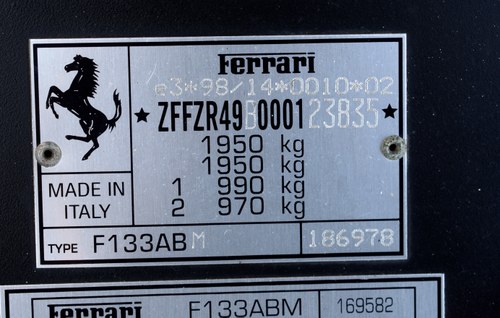 Ferrari
e3*98/14*0010*02
★ZFFZR49B000123835★
1950 kg
1950 kg
1 990 kg
2 970 kg
MADE IN
ITALY
TYPE F133ABM
186978
Ferrari F133ABM 169582